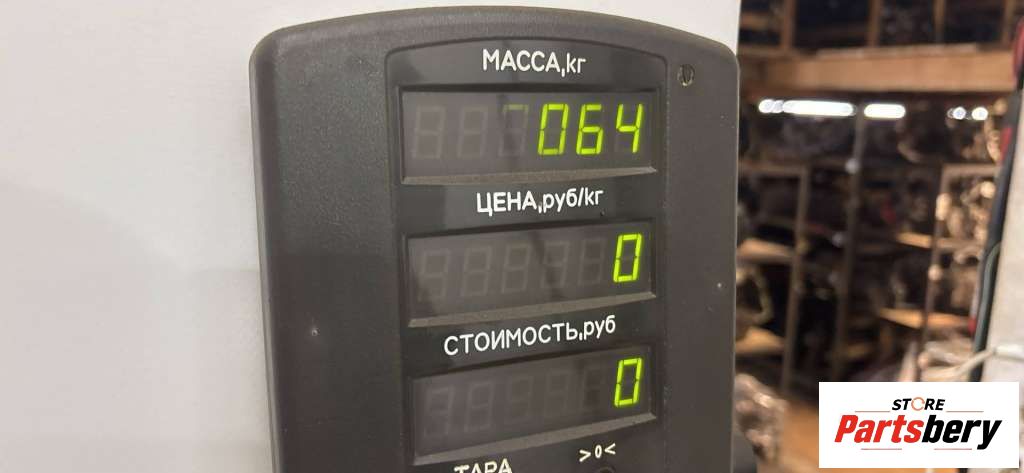 МАССА,кг
064
ЦЕНА,руб/кг
0
СТОИМОСТЬ,руб
0
ТАРА >0<
STORE
Partsbery